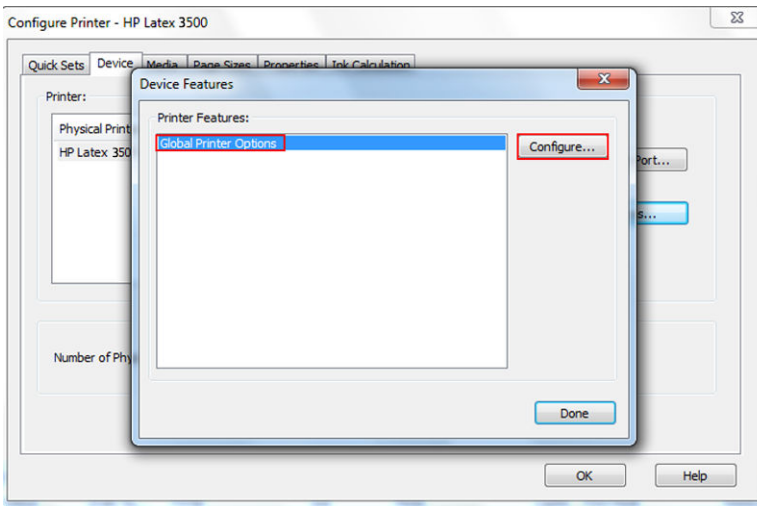 Configure Printer - HP Latex 3500
Quick Sets Device Media Page Sizes Properties Ink Calculation
Device Features
Printer:
Printer Features:
Physical Print
Global Printer Options
Configure...
HP Latex 350
Port...
s...
Number of Phy
Done
OK
Help